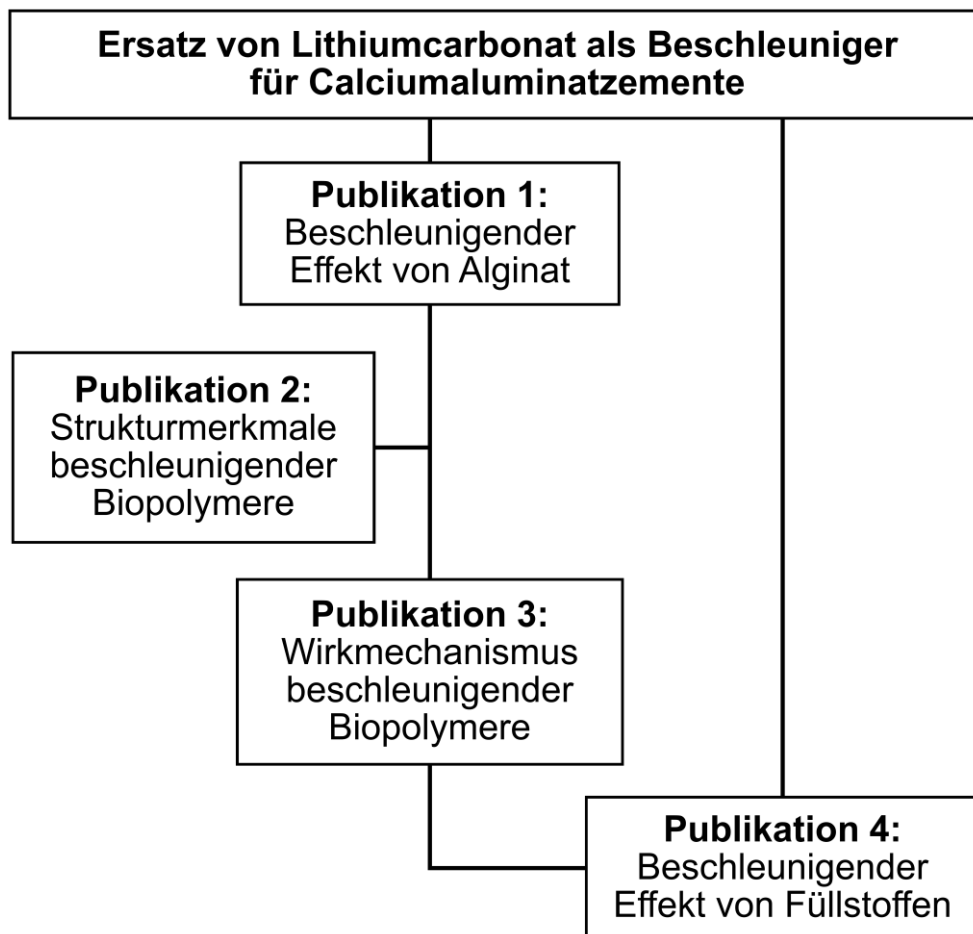 Ersatz von Lithiumcarbonat als Beschleuniger
für Calciumaluminatzemente
Publikation 1:
Beschleunigender
Effekt von Alginat
Publikation 2:
Strukturmerkmale
beschleunigender
Biopolymere
Publikation 3:
Wirkmechanismus
beschleunigender
Biopolymere
Publikation 4:
Beschleunigender
Effekt von Füllstoffen